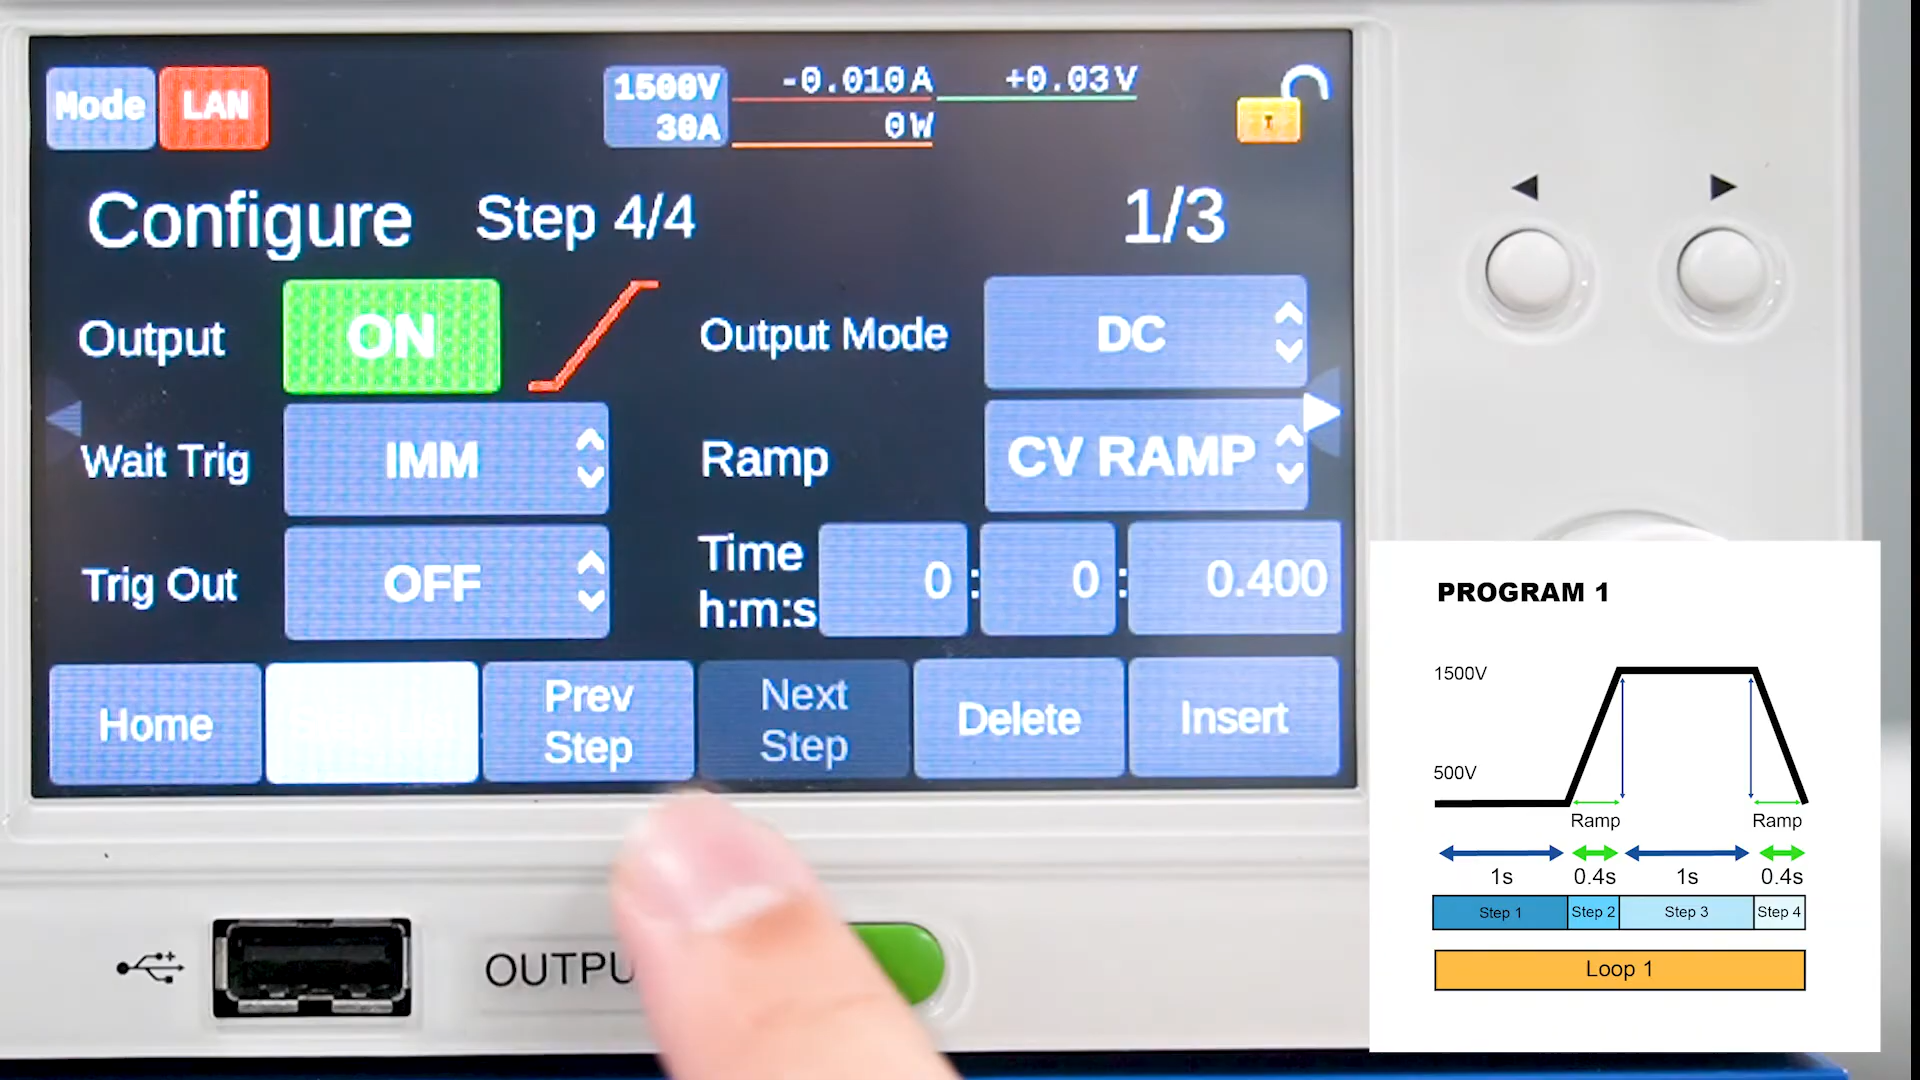 Mode LAN 1500V -0.010A +0.03V
30A 0W
Configure Step 4/4 1/3
Output ON Output Mode DC
Wait Trig IMM Ramp CV RAMP
Trig Out OFF Time h:m:s 0 : 0 : 0.400
Home Prev Step Next Step Delete Insert
OUTPU
PROGRAM 1
1500V
500V
Ramp Ramp
1s 0.4s 1s 0.4s
Step 1 Step 2 Step 3 Step 4
Loop 1